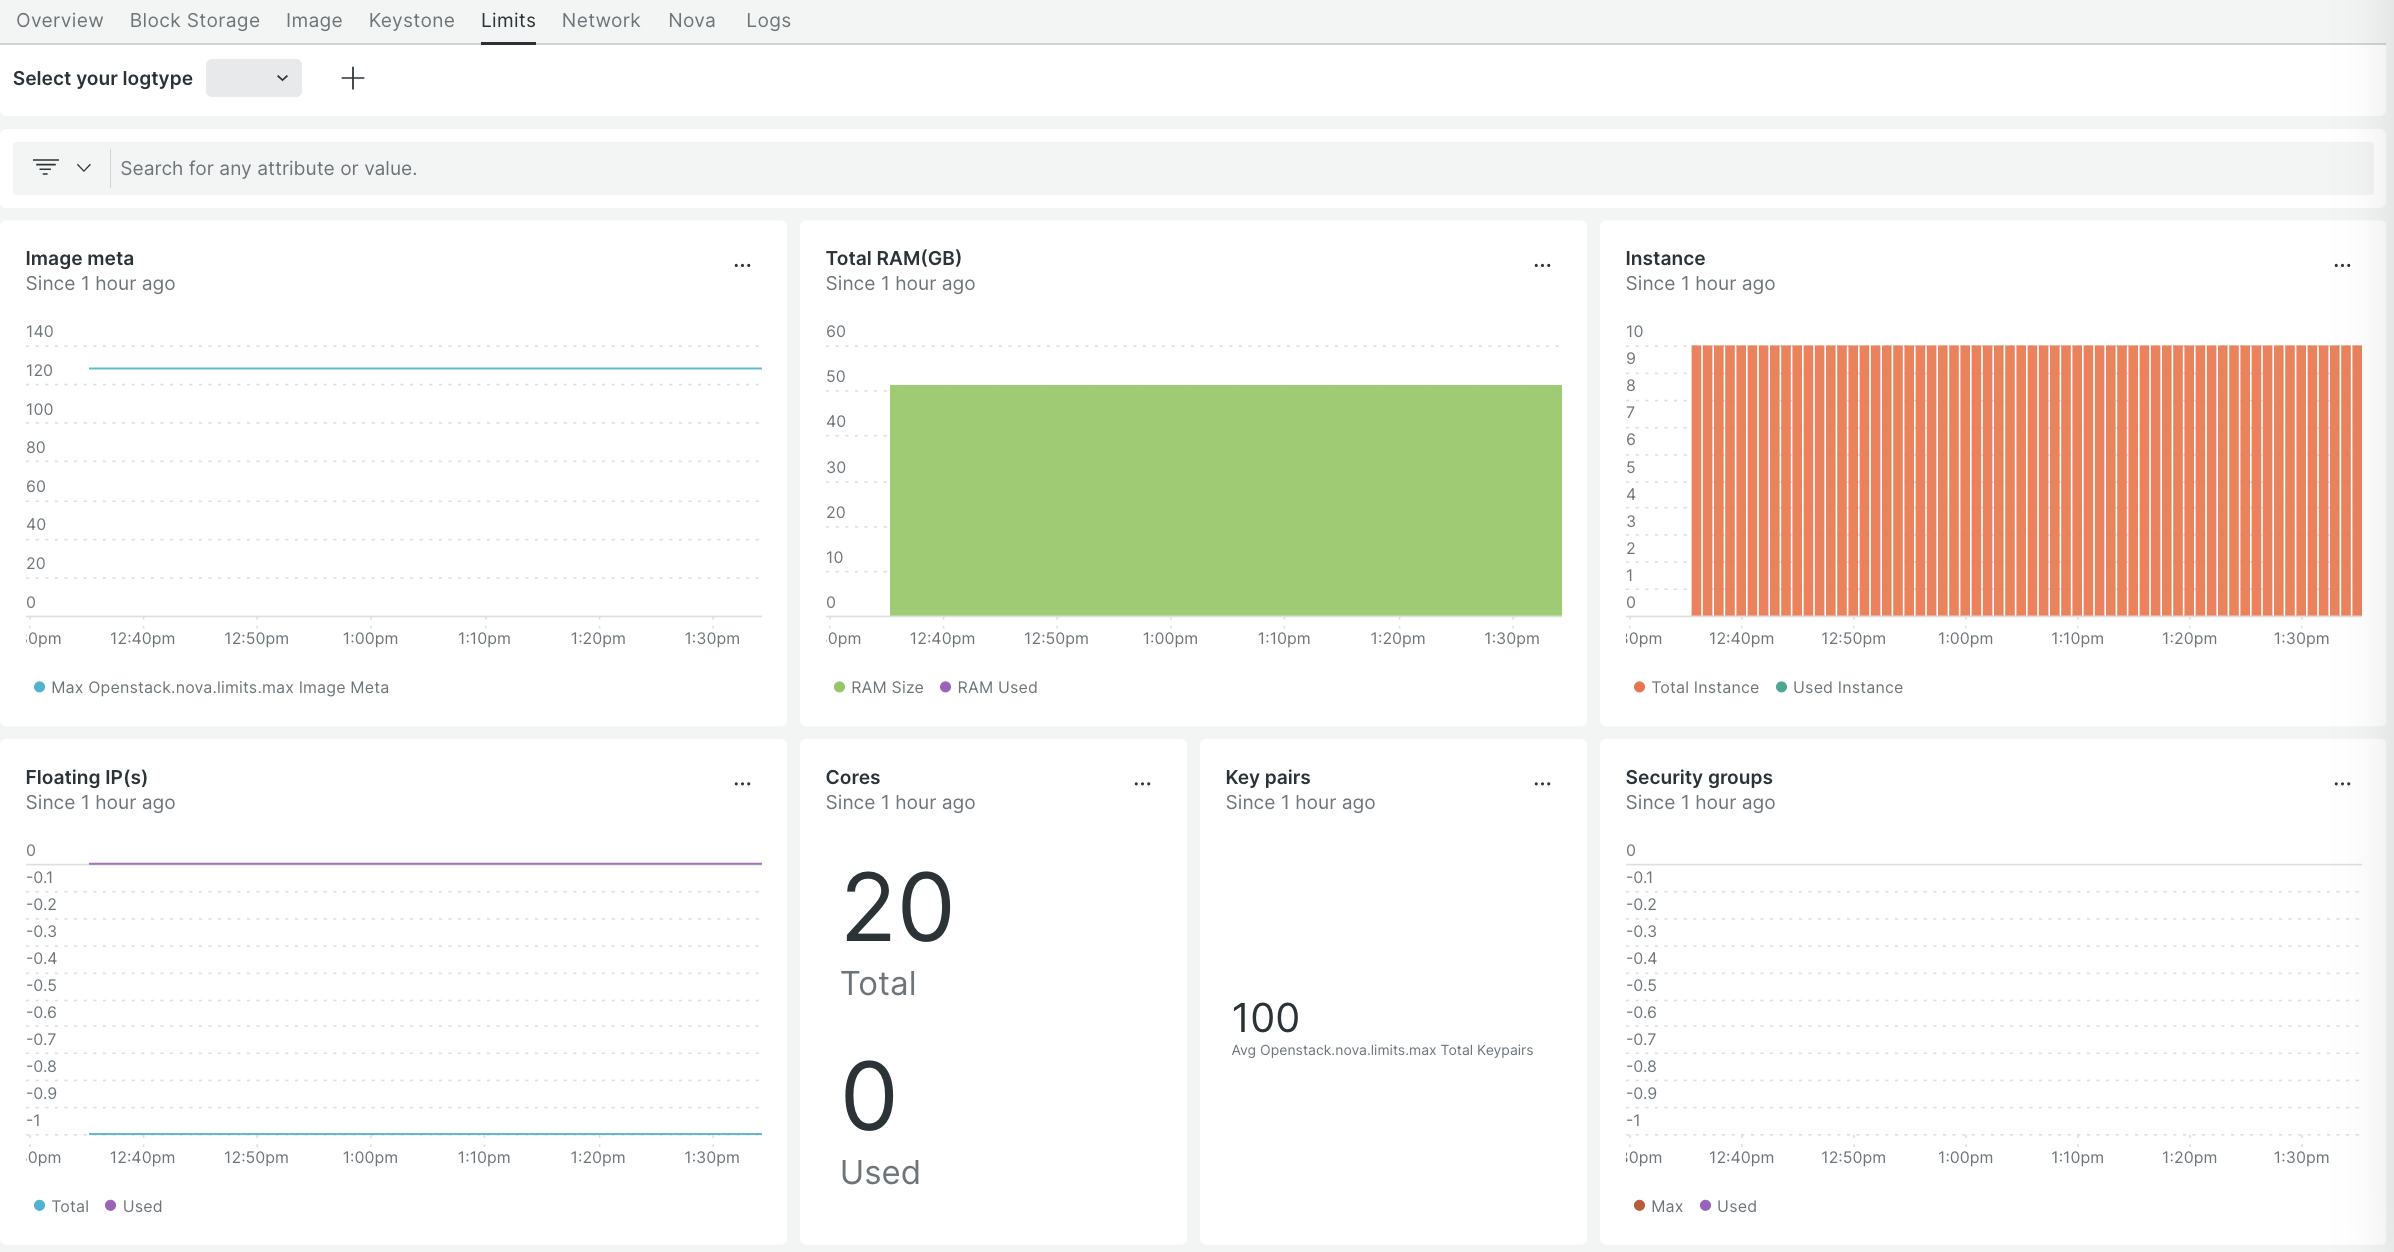 Overview Block Storage Image Keystone Limits Network Nova Logs
Select your logtype
Search for any attribute or value.
Image meta
Since 1 hour ago
140
120
100
80
60
40
20
0
12:40pm 12:50pm 1:00pm 1:10pm 1:20pm 1:30pm
Max Openstack.nova.limits.max Image Meta
Total RAM(GB)
Since 1 hour ago
60
50
40
30
20
10
0
12:40pm 12:50pm 1:00pm 1:10pm 1:20pm 1:30pm
RAM Size RAM Used
Instance
Since 1 hour ago
10
9
8
7
6
5
4
3
2
1
0
12:40pm 12:50pm 1:00pm 1:10pm 1:20pm 1:30pm
Total Instance Used Instance
Floating IP(s)
Since 1 hour ago
0
-0.1
-0.2
-0.3
-0.4
-0.5
-0.6
-0.7
-0.8
-0.9
-1
12:40pm 12:50pm 1:00pm 1:10pm 1:20pm 1:30pm
Total Used
Cores
Since 1 hour ago
20
Total
0
Used
Key pairs
Since 1 hour ago
100
Avg Openstack.nova.limits.max Total Keypairs
Security groups
Since 1 hour ago
0
-0.1
-0.2
-0.3
-0.4
-0.5
-0.6
-0.7
-0.8
-0.9
-1
12:40pm 12:50pm 1:00pm 1:10pm 1:20pm 1:30pm
Max Used